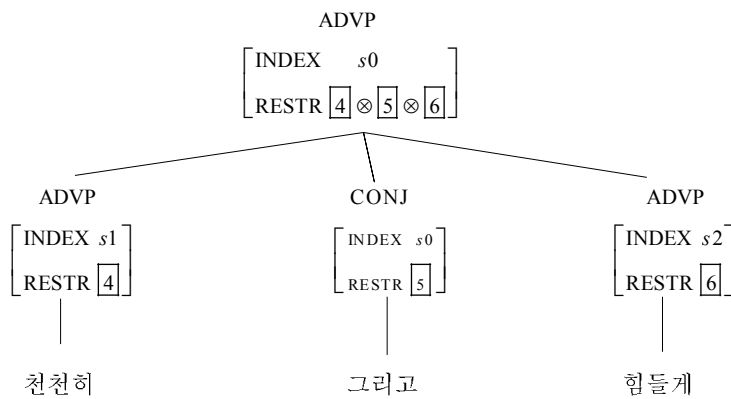 ADVP
INDEX s0
RESTR 4 ⊗ 5 ⊗ 6
ADVP CONJ ADVP
INDEX s1 INDEX s0 INDEX s2
RESTR 4 RESTR 5 RESTR 6
천천히 그리고 힘들게